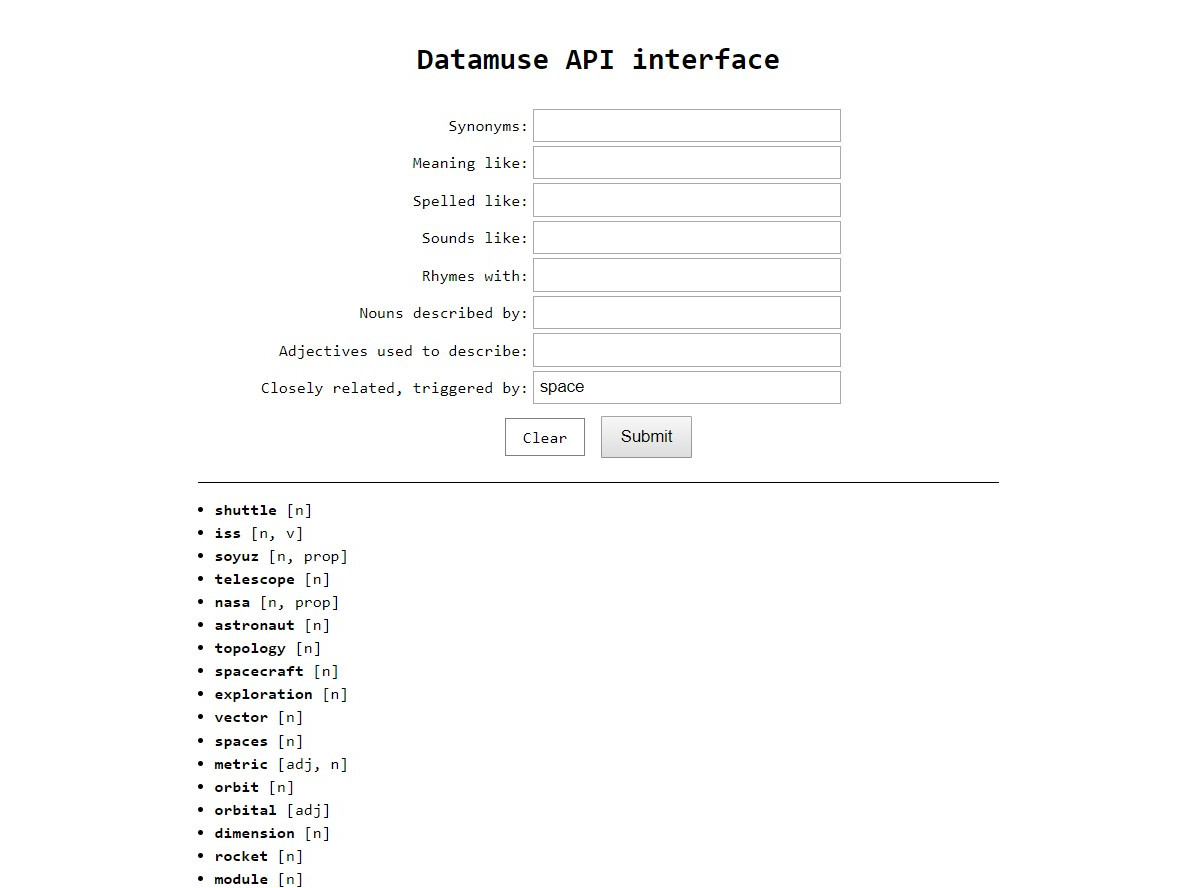 Datamuse API interface
Synonyms:
Meaning like:
Spelled like:
Sounds like:
Rhymes with:
Nouns described by:
Adjectives used to describe:
Closely related, triggered by: space
Clear Submit
• shuttle [n]
• iss [n, v]
• soyuz [n, prop]
• telescope [n]
• nasa [n, prop]
• astronaut [n]
• topology [n]
• spacecraft [n]
• exploration [n]
• vector [n]
• spaces [n]
• metric [adj, n]
• orbit [n]
• orbital [adj]
• dimension [n]
• rocket [n]
• module [n]